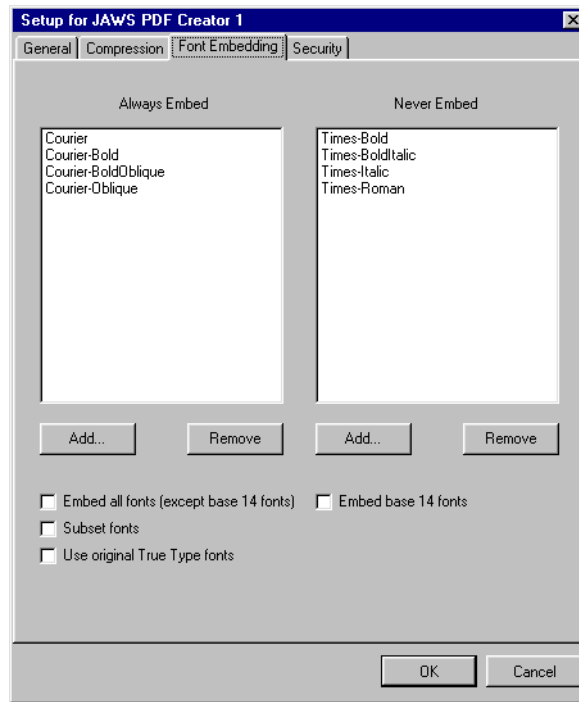 Setup for JAWS PDF Creator 1
General Compression Font Embedding Security
Always Embed Never Embed
Courier
Courier-Bold
Courier-BoldOblique
Courier-Oblique
Times-Bold
Times-BoldItalic
Times-Italic
Times-Roman
Add... Remove Add... Remove
Embed all fonts (except base 14 fonts) Embed base 14 fonts
Subset fonts
Use original True Type fonts
OK Cancel